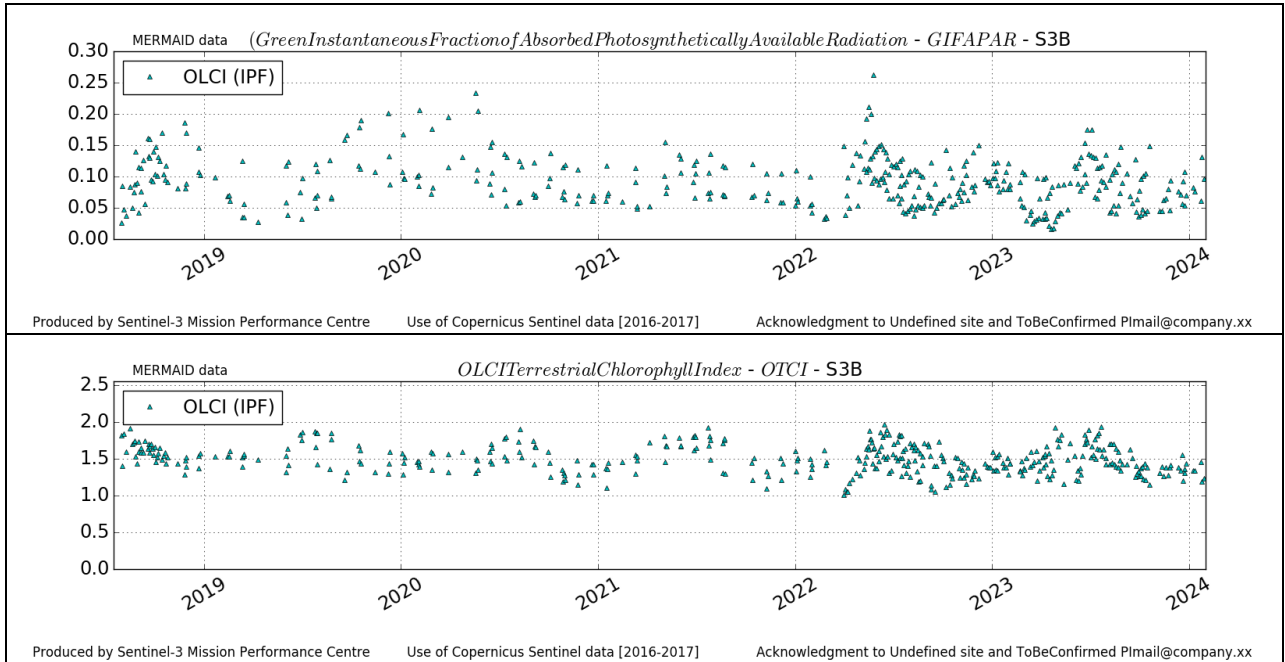 MERMAID data (GreenInstantaneousFractionofAbsorbedPhotosyntheticallyAvailableRadiation - GIFAPAR - S3B
0.30
OLCI (IPF)
0.25
0.20
0.15
0.10
0.05
0.00
2019 2020 2021 2022 2023 2024
Produced by Sentinel-3 Mission Performance Centre Use of Copernicus Sentinel data [2016-2017] Acknowledgment to Undefined site and ToBeConfirmed PImail@company.xx
MERMAID data OLCITerrestrialChlorophyllIndex - OTCI - S3B
2.5
OLCI (IPF)
2.0
1.5
1.0
0.5
0.0
2019 2020 2021 2022 2023 2024
Produced by Sentinel-3 Mission Performance Centre Use of Copernicus Sentinel data [2016-2017] Acknowledgment to Undefined site and ToBeConfirmed PImail@company.xx